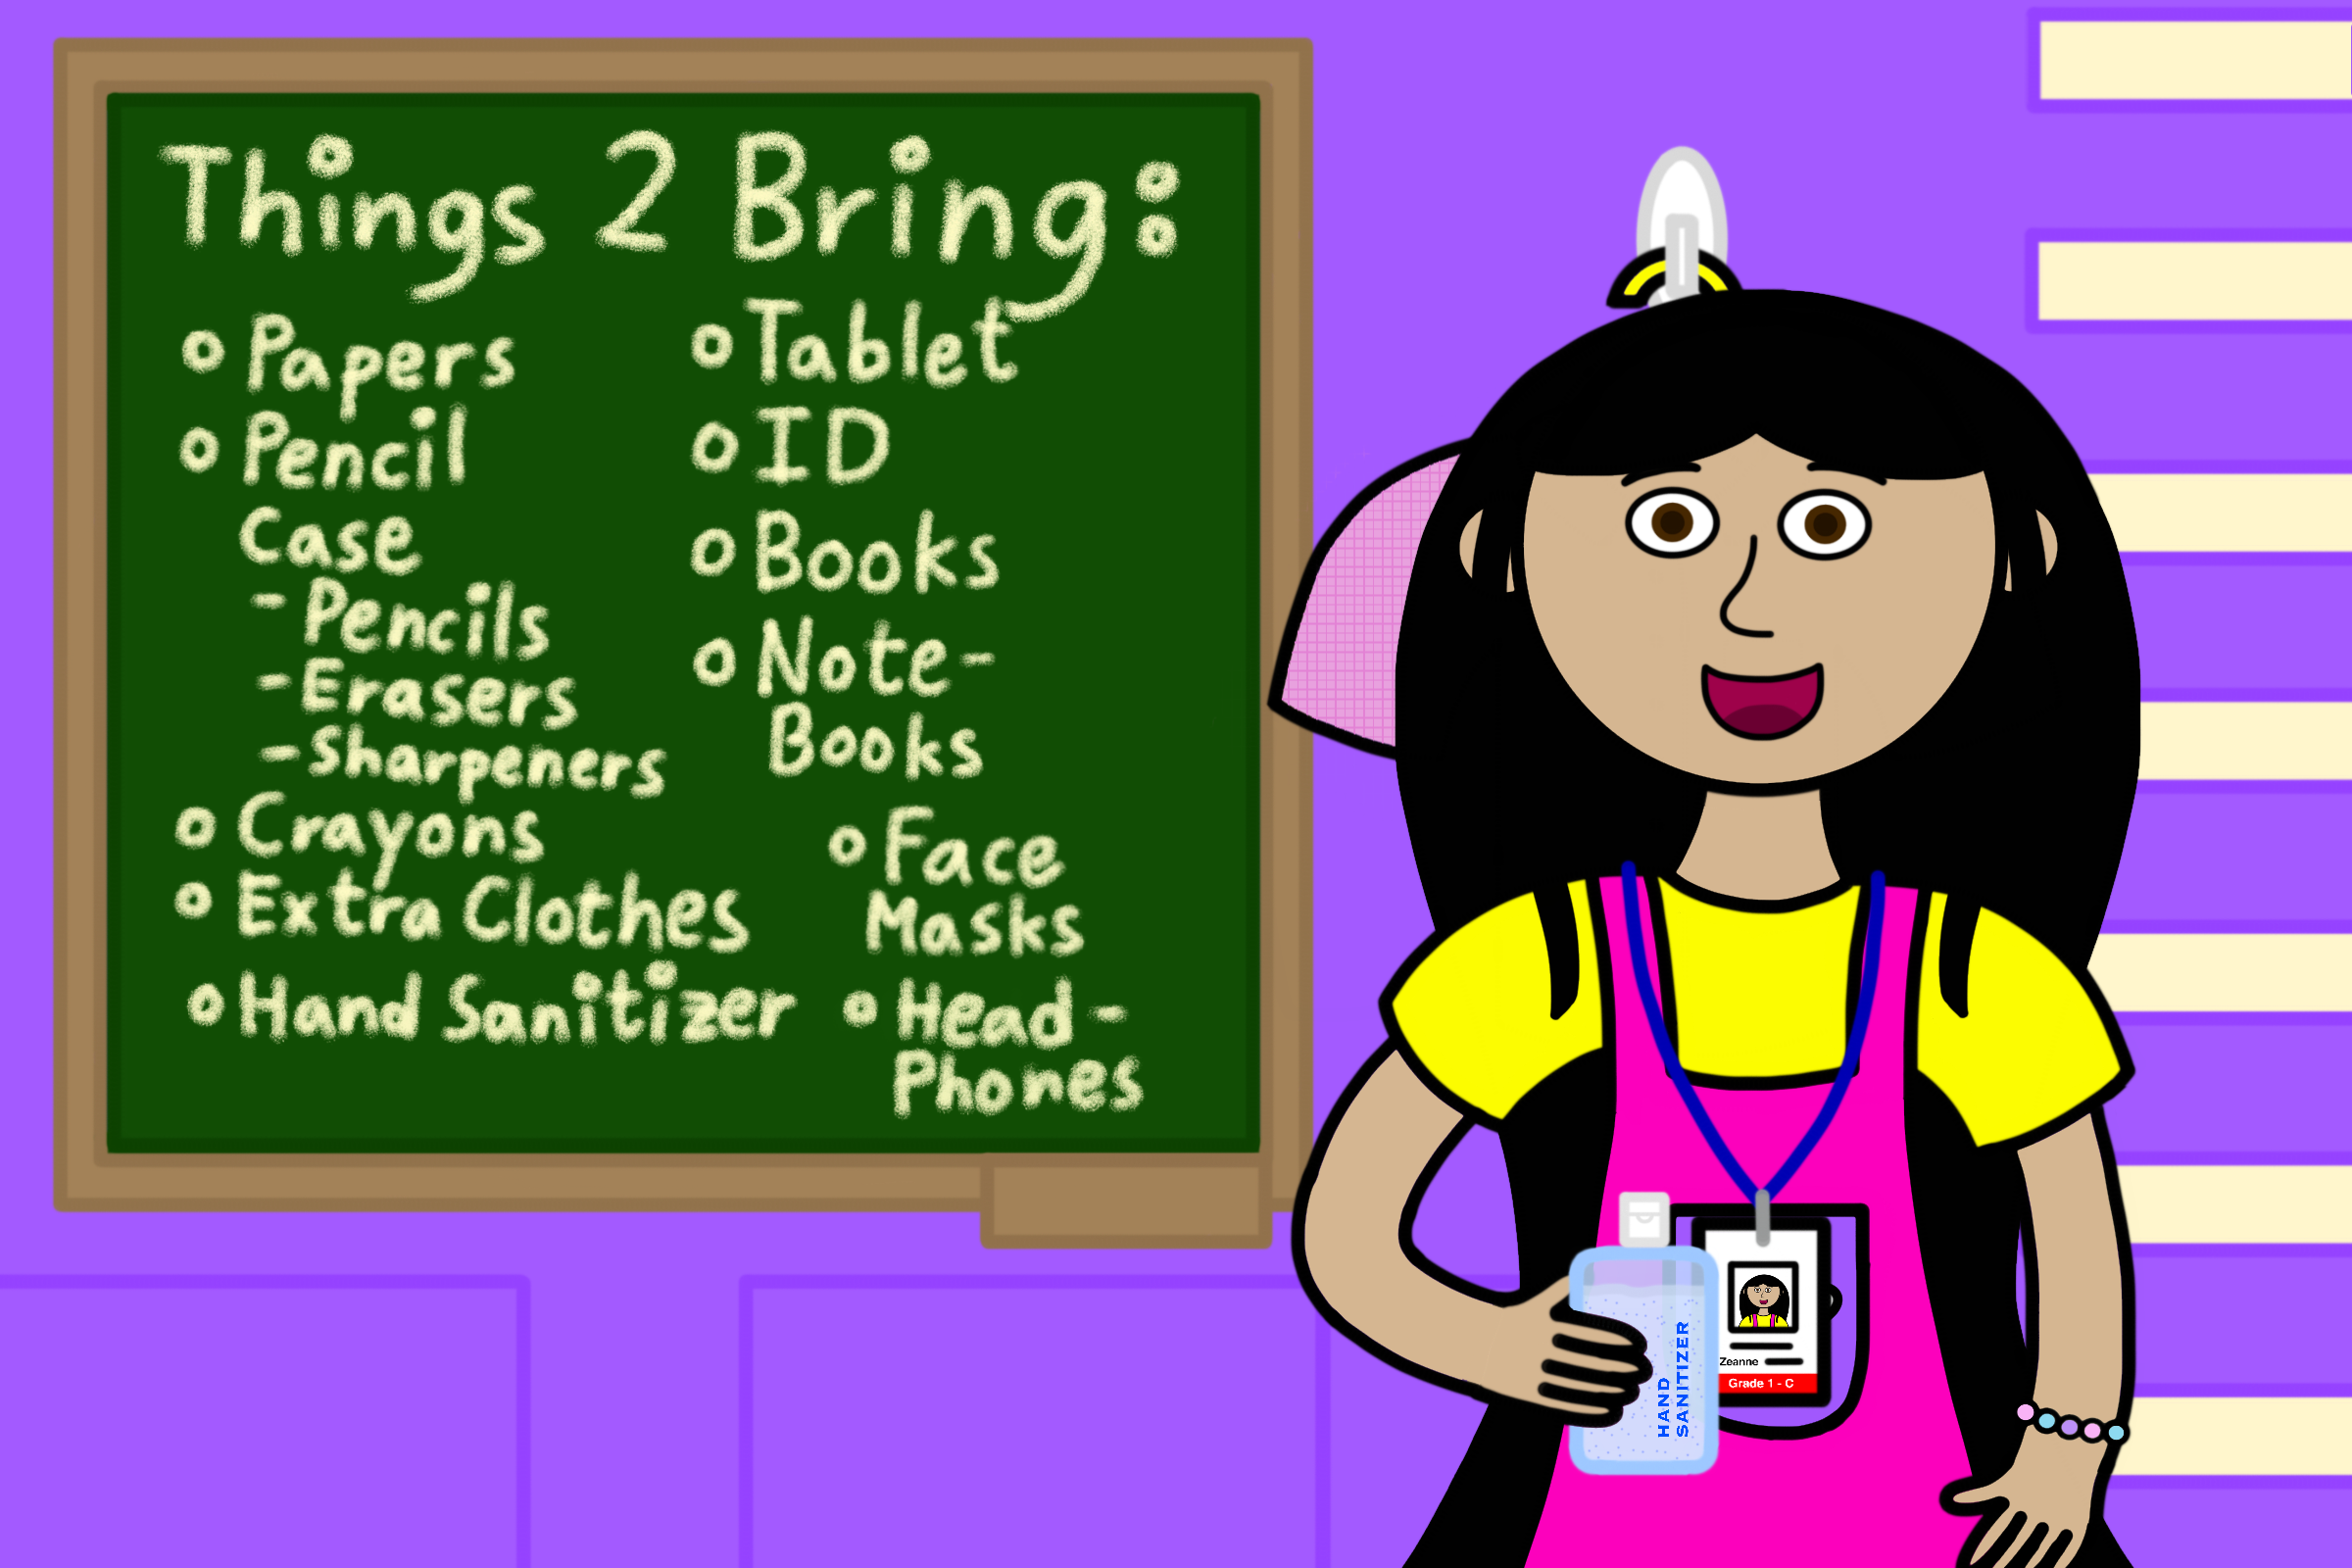 Things 2 Bring:
o Papers
o Pencil
Case
- Pencils
- Erasers
- Sharpeners
o Crayons
o Extra Clothes
o Hand Sanitizer
o Tablet
o ID
o Books
o Note-
Books
o Face
Masks
o Head-
Phones
HAND
SANITIZER
Zeanne
Grade 1 - C